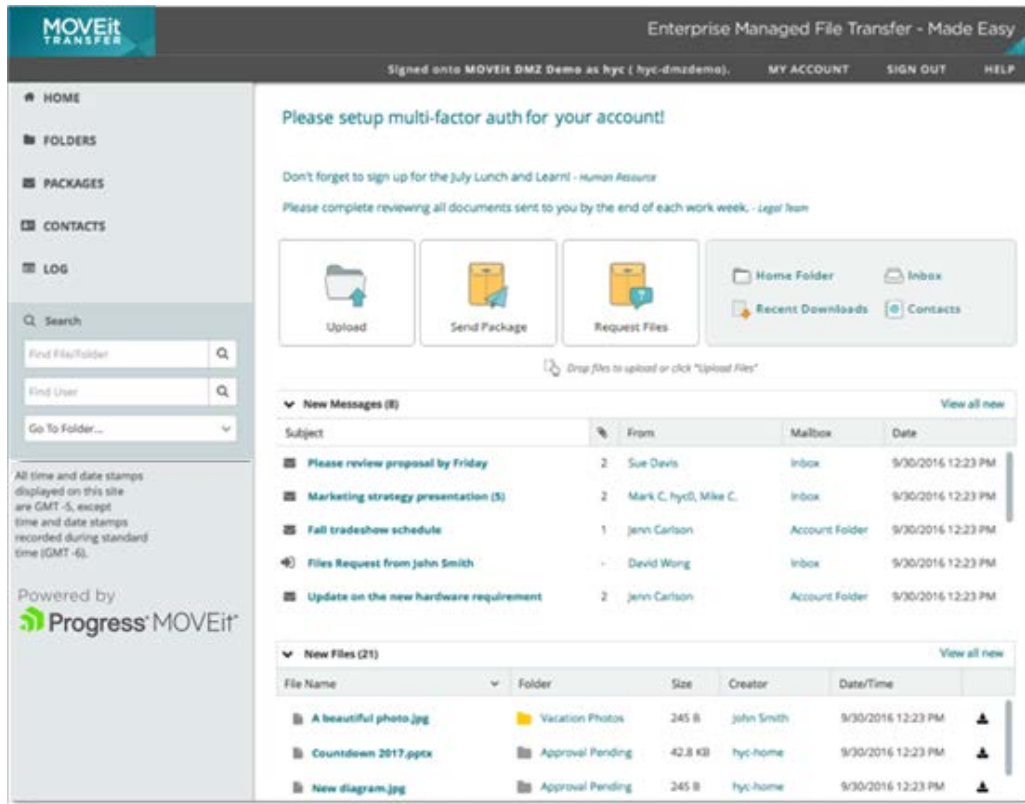 MOVEit
TRANSFER
Enterprise Managed File Transfer - Made Easy
Signed onto MOVEit DMZ Demo as hyc ( hyc-dmzdemo). MY ACCOUNT SIGN OUT HELP
HOME
FOLDERS
PACKAGES
CONTACTS
LOG
Search
Find File/Folder
Find User
Go To Folder...
All time and date stamps
displayed on this site
are GMT -5, except
time and date stamps
recorded during standard
time (GMT -6).
Powered by
Progress MOVEit
Please setup multi-factor auth for your account!
Don't forget to sign up for the July Lunch and Learn! - Human Resource
Please complete reviewing all documents sent to you by the end of each work week. - Legal Team
Upload
Send Package
Request Files
Home Folder Inbox
Recent Downloads Contacts
Drop files to upload or click "Upload Files"
New Messages (8) View all new
Subject From Mailbox Date
Please review proposal by Friday 2 Sue Davis Inbox 9/30/2016 12:23 PM
Marketing strategy presentation (5) 2 Mark C, hyc0, Mike C. Inbox 9/30/2016 12:23 PM
Fall tradeshow schedule 1 Jenn Carlson Account Folder 9/30/2016 12:23 PM
Files Request from John Smith - David Wong Inbox 9/30/2016 12:23 PM
Update on the new hardware requirement 2 Jenn Carlson Account Folder 9/30/2016 12:23 PM
New Files (21) View all new
File Name Folder Size Creator Date/Time
A beautiful photo.jpg Vacation Photos 245 B John Smith 9/30/2016 12:23 PM
Countdown 2017.pptx Approval Pending 42.8 KB hyc-home 9/30/2016 12:23 PM
New diagram.jpg Approval Pending 245 B hyc-home 9/30/2016 12:23 PM